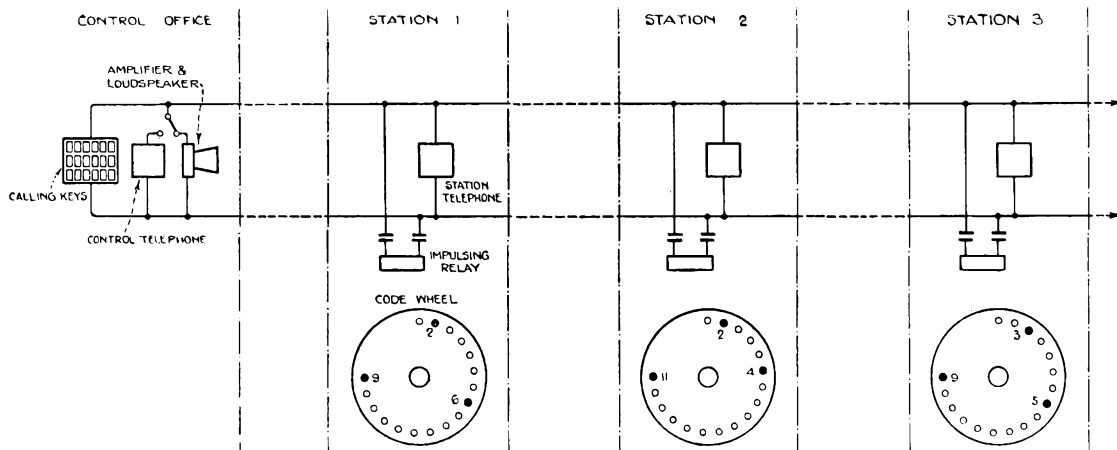 CONTROL OFFICE
STATION 1
STATION 2
STATION 3
AMPLIFIER &
LOUDSPEAKER
CALLING KEYS
CONTROL TELEPHONE
STATION
TELEPHONE
IMPULSING
RELAY
CODE WHEEL
2
9
6
2
11
4
3
9
5